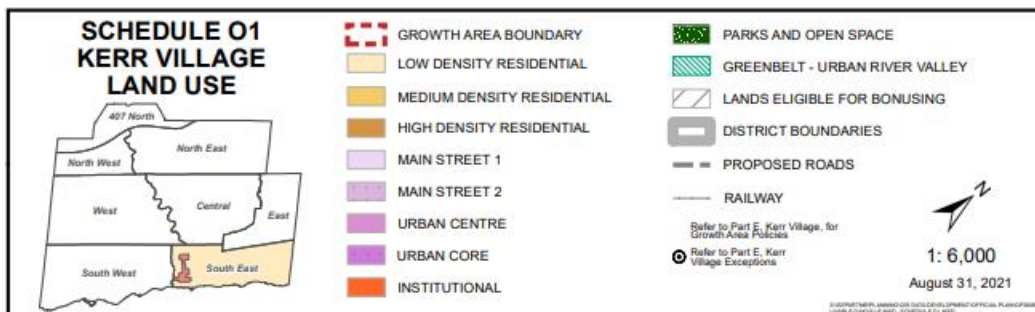 SCHEDULE O1
KERR VILLAGE
LAND USE
407 North
North West
North East
West
Central
East
South West
South East
GROWTH AREA BOUNDARY
LOW DENSITY RESIDENTIAL
MEDIUM DENSITY RESIDENTIAL
HIGH DENSITY RESIDENTIAL
MAIN STREET 1
MAIN STREET 2
URBAN CENTRE
URBAN CORE
INSTITUTIONAL
PARKS AND OPEN SPACE
GREENBELT - URBAN RIVER VALLEY
LANDS ELIGIBLE FOR BONUSING
DISTRICT BOUNDARIES
PROPOSED ROADS
RAILWAY
Refer to Part E, Kerr Village, for
Growth Area Policies
Refer to Part E, Kerr
Village Exceptions
N
1: 6,000
August 31, 2021